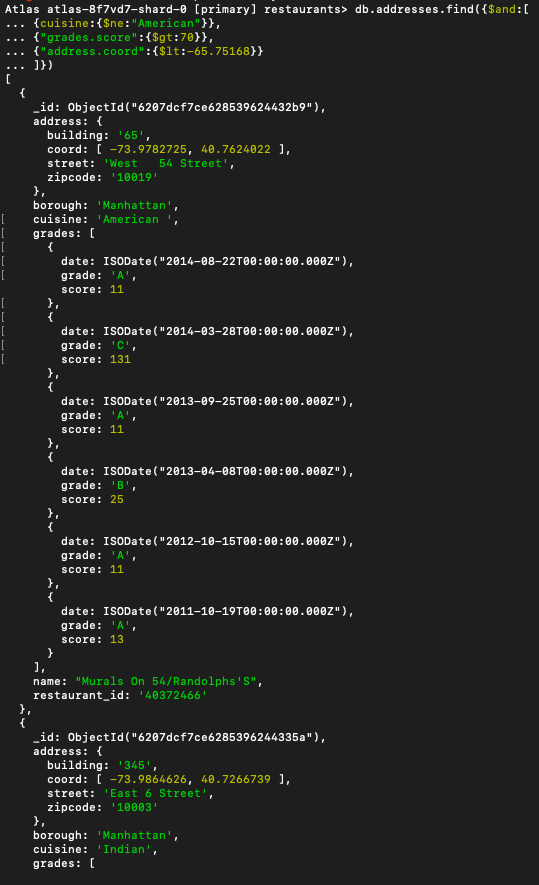 Atlas atlas-8f7vd7-shard-0 [primary] restaurants> db.addresses.find({$and:[
... {cuisine:{$ne:"American"}},
... {"grades.score":{$gt:70}},
... {"address.coord":{$lt:-65.75168}}
... ]})
[
  {
    _id: ObjectId("6207dcf7ce628539624432b9"),
    address: {
      building: '65',
      coord: [ -73.9782725, 40.7624022 ],
      street: 'West   54 Street',
      zipcode: '10019'
    },
    borough: 'Manhattan',
[   cuisine: 'American ',
[   grades: [
[     {
[       date: ISODate("2014-08-22T00:00:00.000Z"),
[       grade: 'A',
        score: 11
[     },
[     {
[       date: ISODate("2014-03-28T00:00:00.000Z"),
[       grade: 'C',
[       score: 131
      },
      {
        date: ISODate("2013-09-25T00:00:00.000Z"),
        grade: 'A',
        score: 11
      },
      {
        date: ISODate("2013-04-08T00:00:00.000Z"),
        grade: 'B',
        score: 25
      },
      {
        date: ISODate("2012-10-15T00:00:00.000Z"),
        grade: 'A',
        score: 11
      },
      {
        date: ISODate("2011-10-19T00:00:00.000Z"),
        grade: 'A',
        score: 13
      }
    ],
    name: "Murals On 54/Randolphs'S",
    restaurant_id: '40372466'
  },
  {
    _id: ObjectId("6207dcf7ce6285396244335a"),
    address: {
      building: '345',
      coord: [ -73.9864626, 40.7266739 ],
      street: 'East 6 Street',
      zipcode: '10003'
    },
    borough: 'Manhattan',
    cuisine: 'Indian',
    grades: [